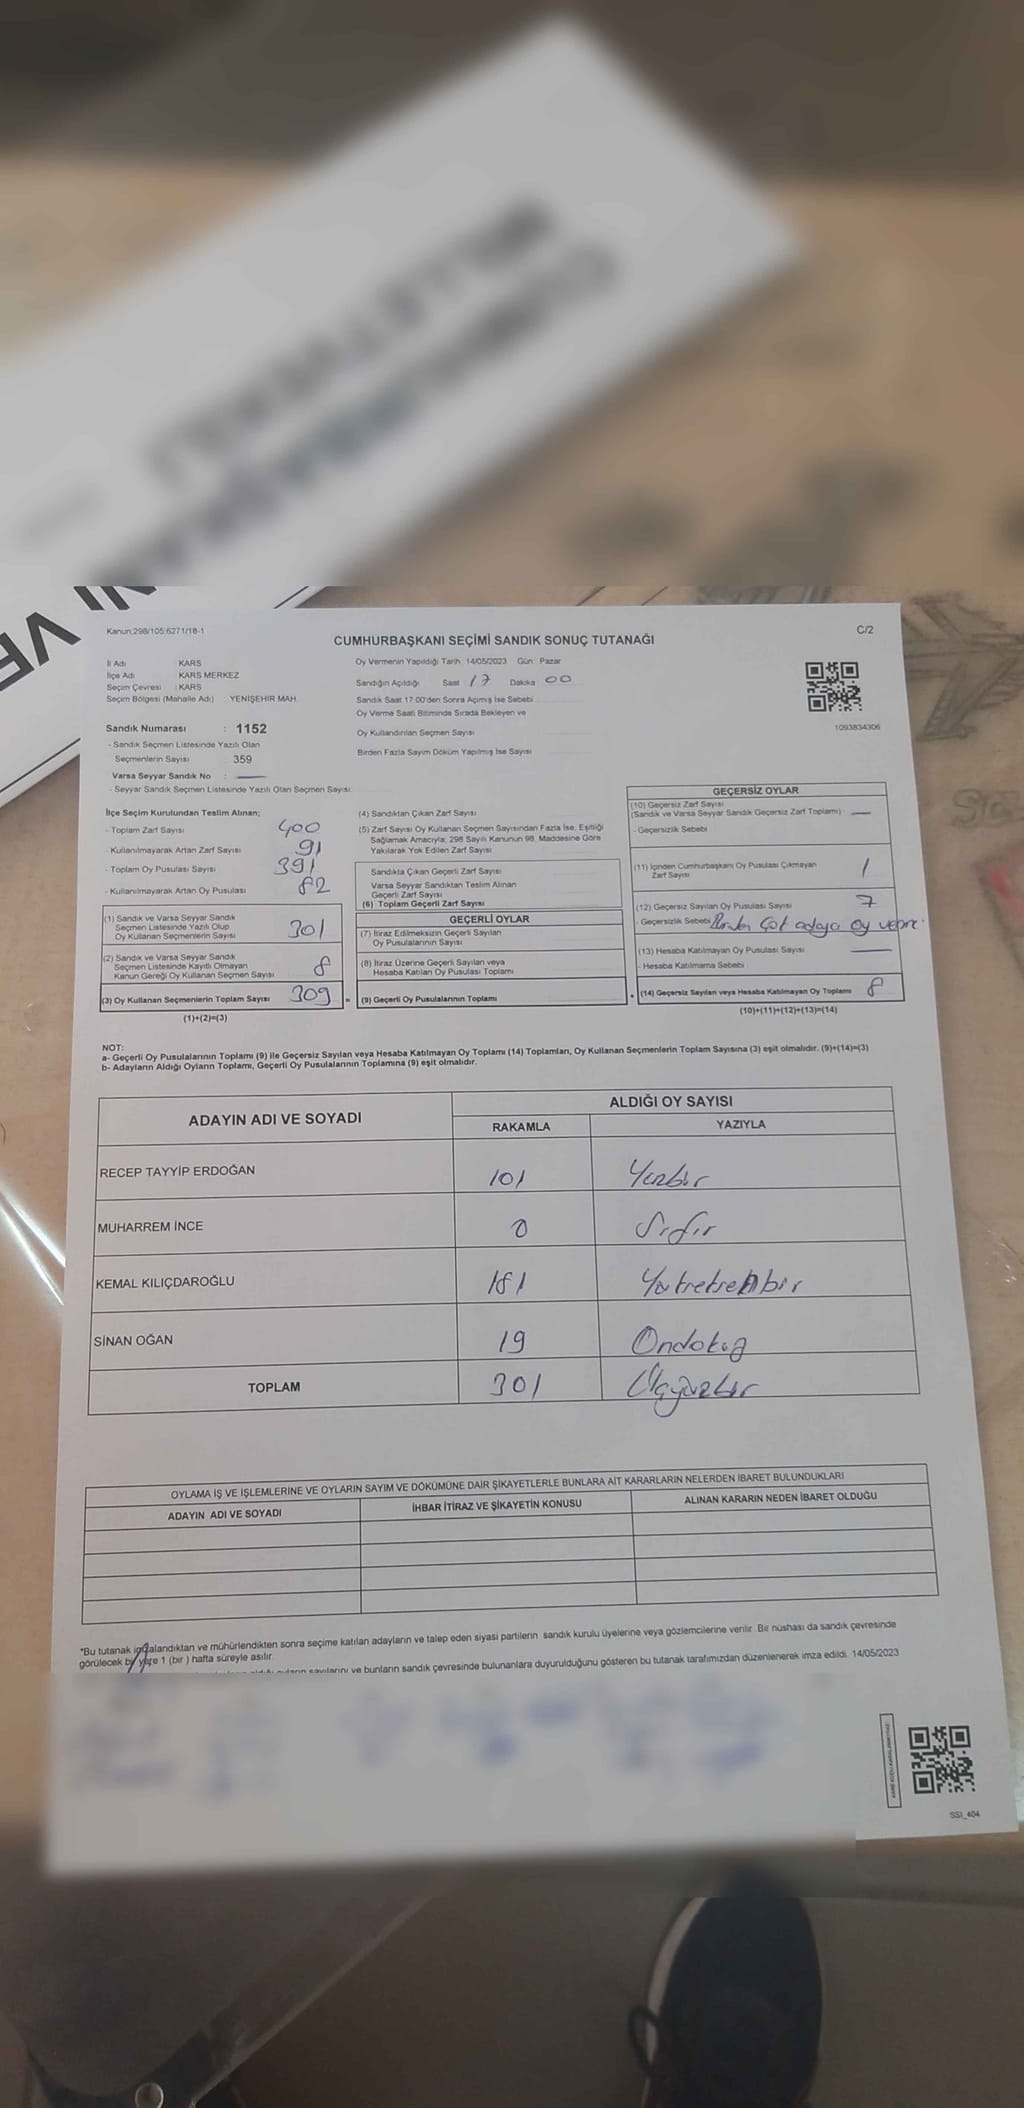 Kanun:298/105;6271/18-1
C/2
CUMHURBAŞKANI SEÇİMİ SANDIK SONUÇ TUTANAĞI
İl Adı : KARS
İlçe Adı : KARS MERKEZ
Seçim Çevresi : KARS
Seçim Bölgesi (Mahalle Adı) YENİŞEHİR MAH.
Sandık Numarası : 1152
- Sandık Seçmen Listesinde Yazılı Olan
Seçmenlerin Sayısı : 359
Varsa Seyyar Sandık No : —
- Seyyar Sandık Seçmen Listesinde Yazılı Olan Seçmen Sayısı:
Oy Vermenin Yapıldığı Tarih: 14/05/2023 Gün: Pazar
Sandığın Açıldığı Saat 17 Dakika 00
Sandık Saat 17:00'den Sonra Açımış İse Sebebi
Oy Verme Saati Bitiminde Sırada Bekleyen ve
Oy Kullandırılan Seçmen Sayısı
Birden Fazla Sayım Döküm Yapılmış İse Sayısı
1093834306
İlçe Seçim Kurulundan Teslim Alınan;
- Toplam Zarf Sayısı 400
- Kullanılmayarak Artan Zarf Sayısı 91
- Toplam Oy Pusulası Sayısı 391
- Kullanılmayarak Artan Oy Pusulası 82
(1) Sandık ve Varsa Seyyar Sandık
Seçmen Listesinde Yazılı Olup
Oy Kullanan Seçmenlerin Sayısı 301
(2) Sandık ve Varsa Seyyar Sandık
Seçmen Listesinde Kayıtlı Olmayan
Kanun Gereği Oy Kullanan Seçmen Sayısı 8
(3) Oy Kullanan Seçmenlerin Toplam Sayısı 309 =
(1)+(2)=(3)
(4) Sandıktan Çıkan Zarf Sayısı
(5) Zarf Sayısı Oy Kullanan Seçmen Sayısından Fazla İse, Eşitliği
Sağlamak Amacıyla; 298 Sayılı Kanunun 98. Maddesine Göre
Yakılarak Yok Edilen Zarf Sayısı
Sandıkta Çıkan Geçerli Zarf Sayısı
Varsa Seyyar Sandıktan Teslim Alınan
Geçerli Zarf Sayısı
(6) Toplam Geçerli Zarf Sayısı
GEÇERLİ OYLAR
(7) İtiraz Edilmeksizin Geçerli Sayılan
Oy Pusulalarının Sayısı
(8) İtiraz Üzerine Geçerli Sayılan veya
Hesaba Katılan Oy Pusulası Toplamı
(9) Geçerli Oy Pusulalarının Toplamı +
GEÇERSİZ OYLAR
(10) Geçersiz Zarf Sayısı
(Sandık ve Varsa Seyyar Sandık Geçersiz Zarf Toplamı) —
- Geçersizlik Sebebi
(11) İçinden Cumhurbaşkanı Oy Pusulası Çıkmayan
Zarf Sayısı 1
(12) Geçersiz Sayılan Oy Pusulası Sayısı 7
- Geçersizlik Sebebi Birden çok adaya oy verme.
(13) Hesaba Katılmayan Oy Pusulası Sayısı —
- Hesaba Katılmama Sebebi
(14) Geçersiz Sayılan veya Hesaba Katılmayan Oy Toplamı 8
(10)+(11)+(12)+(13)=(14)
NOT:
a- Geçerli Oy Pusulalarının Toplamı (9) ile Geçersiz Sayılan veya Hesaba Katılmayan Oy Toplamı (14) Toplamları, Oy Kullanan Seçmenlerin Toplam Sayısına (3) eşit olmalıdır. (9)+(14)=(3)
b- Adayların Aldığı Oyların Toplamı, Geçerli Oy Pusulalarının Toplamına (9) eşit olmalıdır.
ADAYIN ADI VE SOYADI
ALDIĞI OY SAYISI
RAKAMLA YAZIYLA
RECEP TAYYİP ERDOĞAN 101 Yüzbir
MUHARREM İNCE 0 Sıfır
KEMAL KILIÇDAROĞLU 181
SİNAN OĞAN 19 Ondokuz
TOPLAM 301 Üçyüzbir
OYLAMA İŞ VE İŞLEMLERİNE VE OYLARIN SAYIM VE DÖKÜMÜNE DAİR ŞİKAYETLERLE BUNLARA AİT KARARLARIN NELERDEN İBARET BULUNDUKLARI
ADAYIN ADI VE SOYADI İHBAR İTİRAZ VE ŞİKAYETİN KONUSU ALINAN KARARIN NEDEN İBARET OLDUĞU
*Bu tutanak imzalandıktan ve mühürlendikten sonra seçime katılan adayların ve talep eden siyasi partilerin sandık kurulu üyelerine veya gözlemcilerine verilir. Bir nüshası da sandık çevresinde
görülecek bir yere 1 (bir) hafta süreyle asılır.
sayılarını ve bunların sandık çevresinde bulunanlara duyurulduğunu gösteren bu tutanak tarafımızdan düzenlenerek imza edildi. 14/05/2023
SSI_404